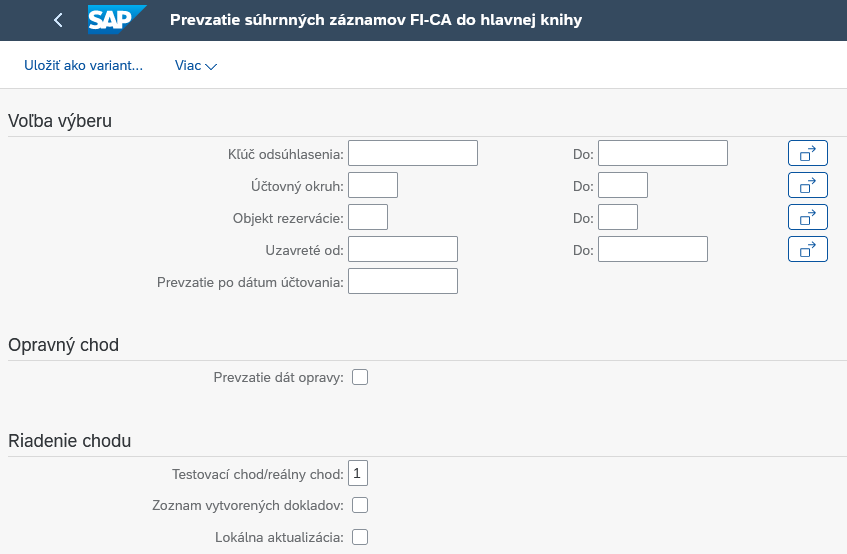 SAP Prevzatie súhrnných záznamov FI-CA do hlavnej knihy
Uložiť ako variant... Viac
Voľba výberu
Kľúč odsúhlasenia: Do:
Účtovný okruh: Do:
Objekt rezervácie: Do:
Uzavreté od: Do:
Prevzatie po dátum účtovania:
Opravný chod
Prevzatie dát opravy:
Riadenie chodu
Testovací chod/reálny chod: 1
Zoznam vytvorených dokladov:
Lokálna aktualizácia: